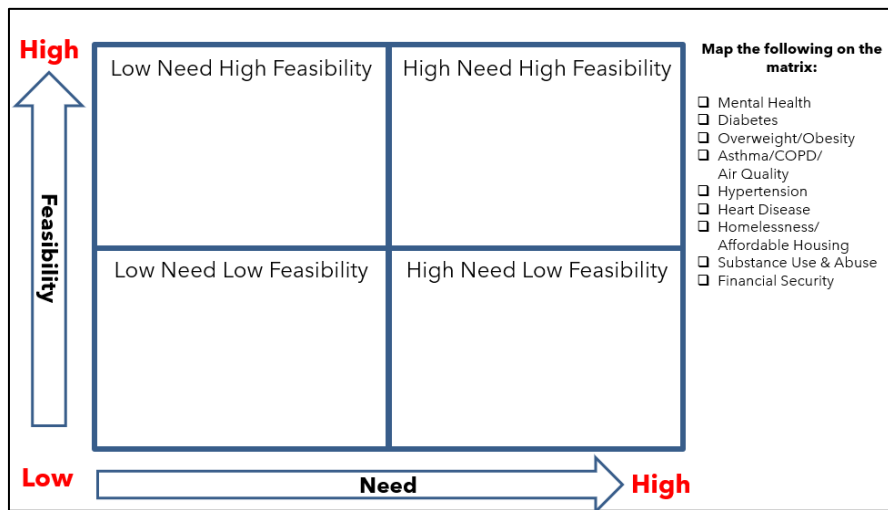 High
Low Need High Feasibility
High Need High Feasibility
Map the following on the
matrix:
❑ Mental Health
❑ Diabetes
❑ Overweight/Obesity
❑ Asthma/COPD/
Air Quality
❑ Hypertension
❑ Heart Disease
❑ Homelessness/
Affordable Housing
❑ Substance Use & Abuse
❑ Financial Security
Feasibility
Low Need Low Feasibility
High Need Low Feasibility
Low
Need
High